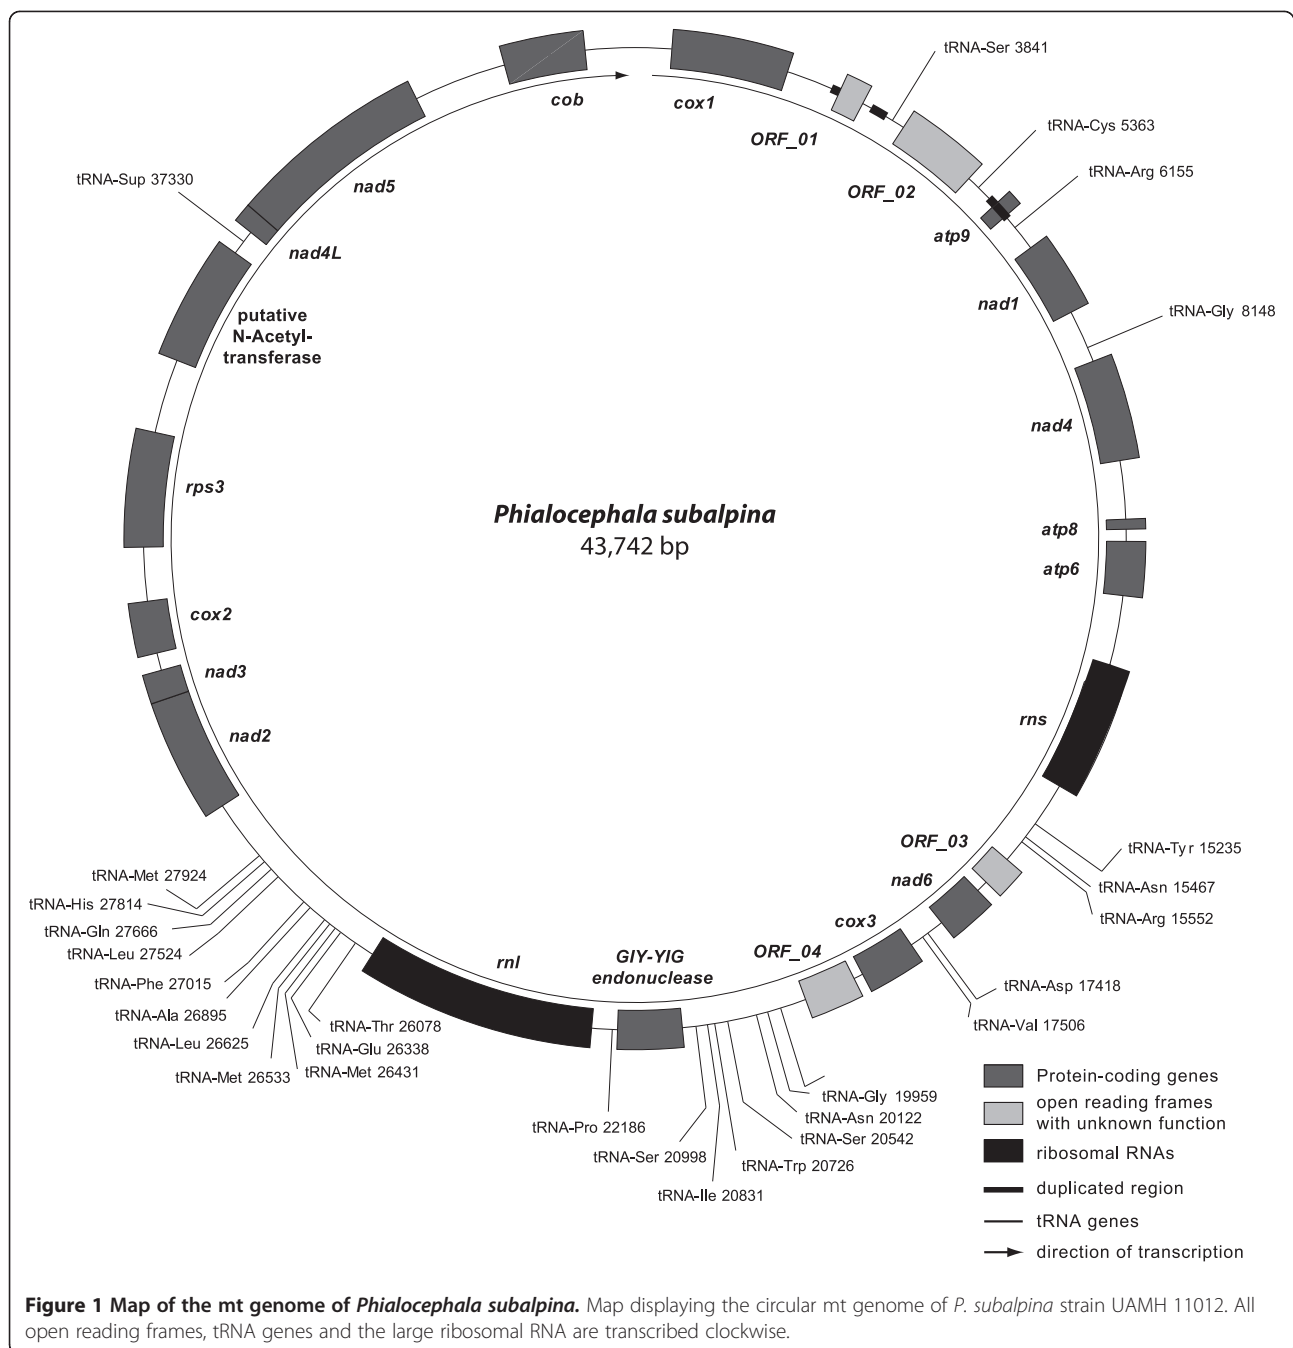 cob
cox1
tRNA-Ser 3841
ORF_01
tRNA-Cys 5363
tRNA-Arg 6155
ORF_02
atp9
nad1
tRNA-Gly 8148
nad4
atp8
atp6
rns
tRNA-Tyr 15235
tRNA-Asn 15467
tRNA-Arg 15552
ORF_03
nad6
tRNA-Asp 17418
tRNA-Val 17506
cox3
ORF_04
tRNA-Gly 19959
tRNA-Asn 20122
tRNA-Ser 20542
tRNA-Trp 20726
tRNA-Ile 20831
tRNA-Ser 20998
GIY-YIG
endonuclease
tRNA-Pro 22186
rnl
tRNA-Thr 26078
tRNA-Glu 26338
tRNA-Met 26431
tRNA-Met 26533
tRNA-Leu 26625
tRNA-Ala 26895
tRNA-Phe 27015
tRNA-Leu 27524
tRNA-Gln 27666
tRNA-His 27814
tRNA-Met 27924
nad2
nad3
cox2
rps3
putative
N-Acetyl-
transferase
tRNA-Sup 37330
nad4L
nad5
Phialocephala subalpina
43,742 bp
Protein-coding genes
open reading frames
with unknown function
ribosomal RNAs
duplicated region
tRNA genes
direction of transcription
Figure 1 Map of the mt genome of Phialocephala subalpina. Map displaying the circular mt genome of P. subalpina strain UAMH 11012. All
open reading frames, tRNA genes and the large ribosomal RNA are transcribed clockwise.